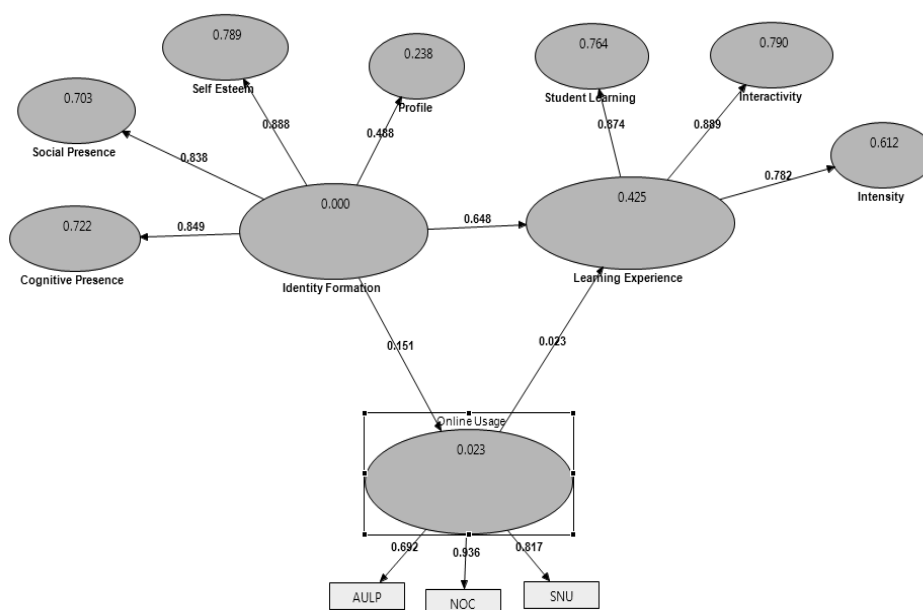 0.789
Self Esteem
0.238
Profile
0.764
Student Learning
0.790
Interactivity
0.703
Social Presence
0.612
Intensity
0.888
0.488
0.874
0.889
0.838
0.782
0.722
Cognitive Presence
0.849
0.000
Identity Formation
0.648
0.425
Learning Experience
0.151
0.023
Online Usage
0.023
0.692
0.936
0.817
AULP
NOC
SNU